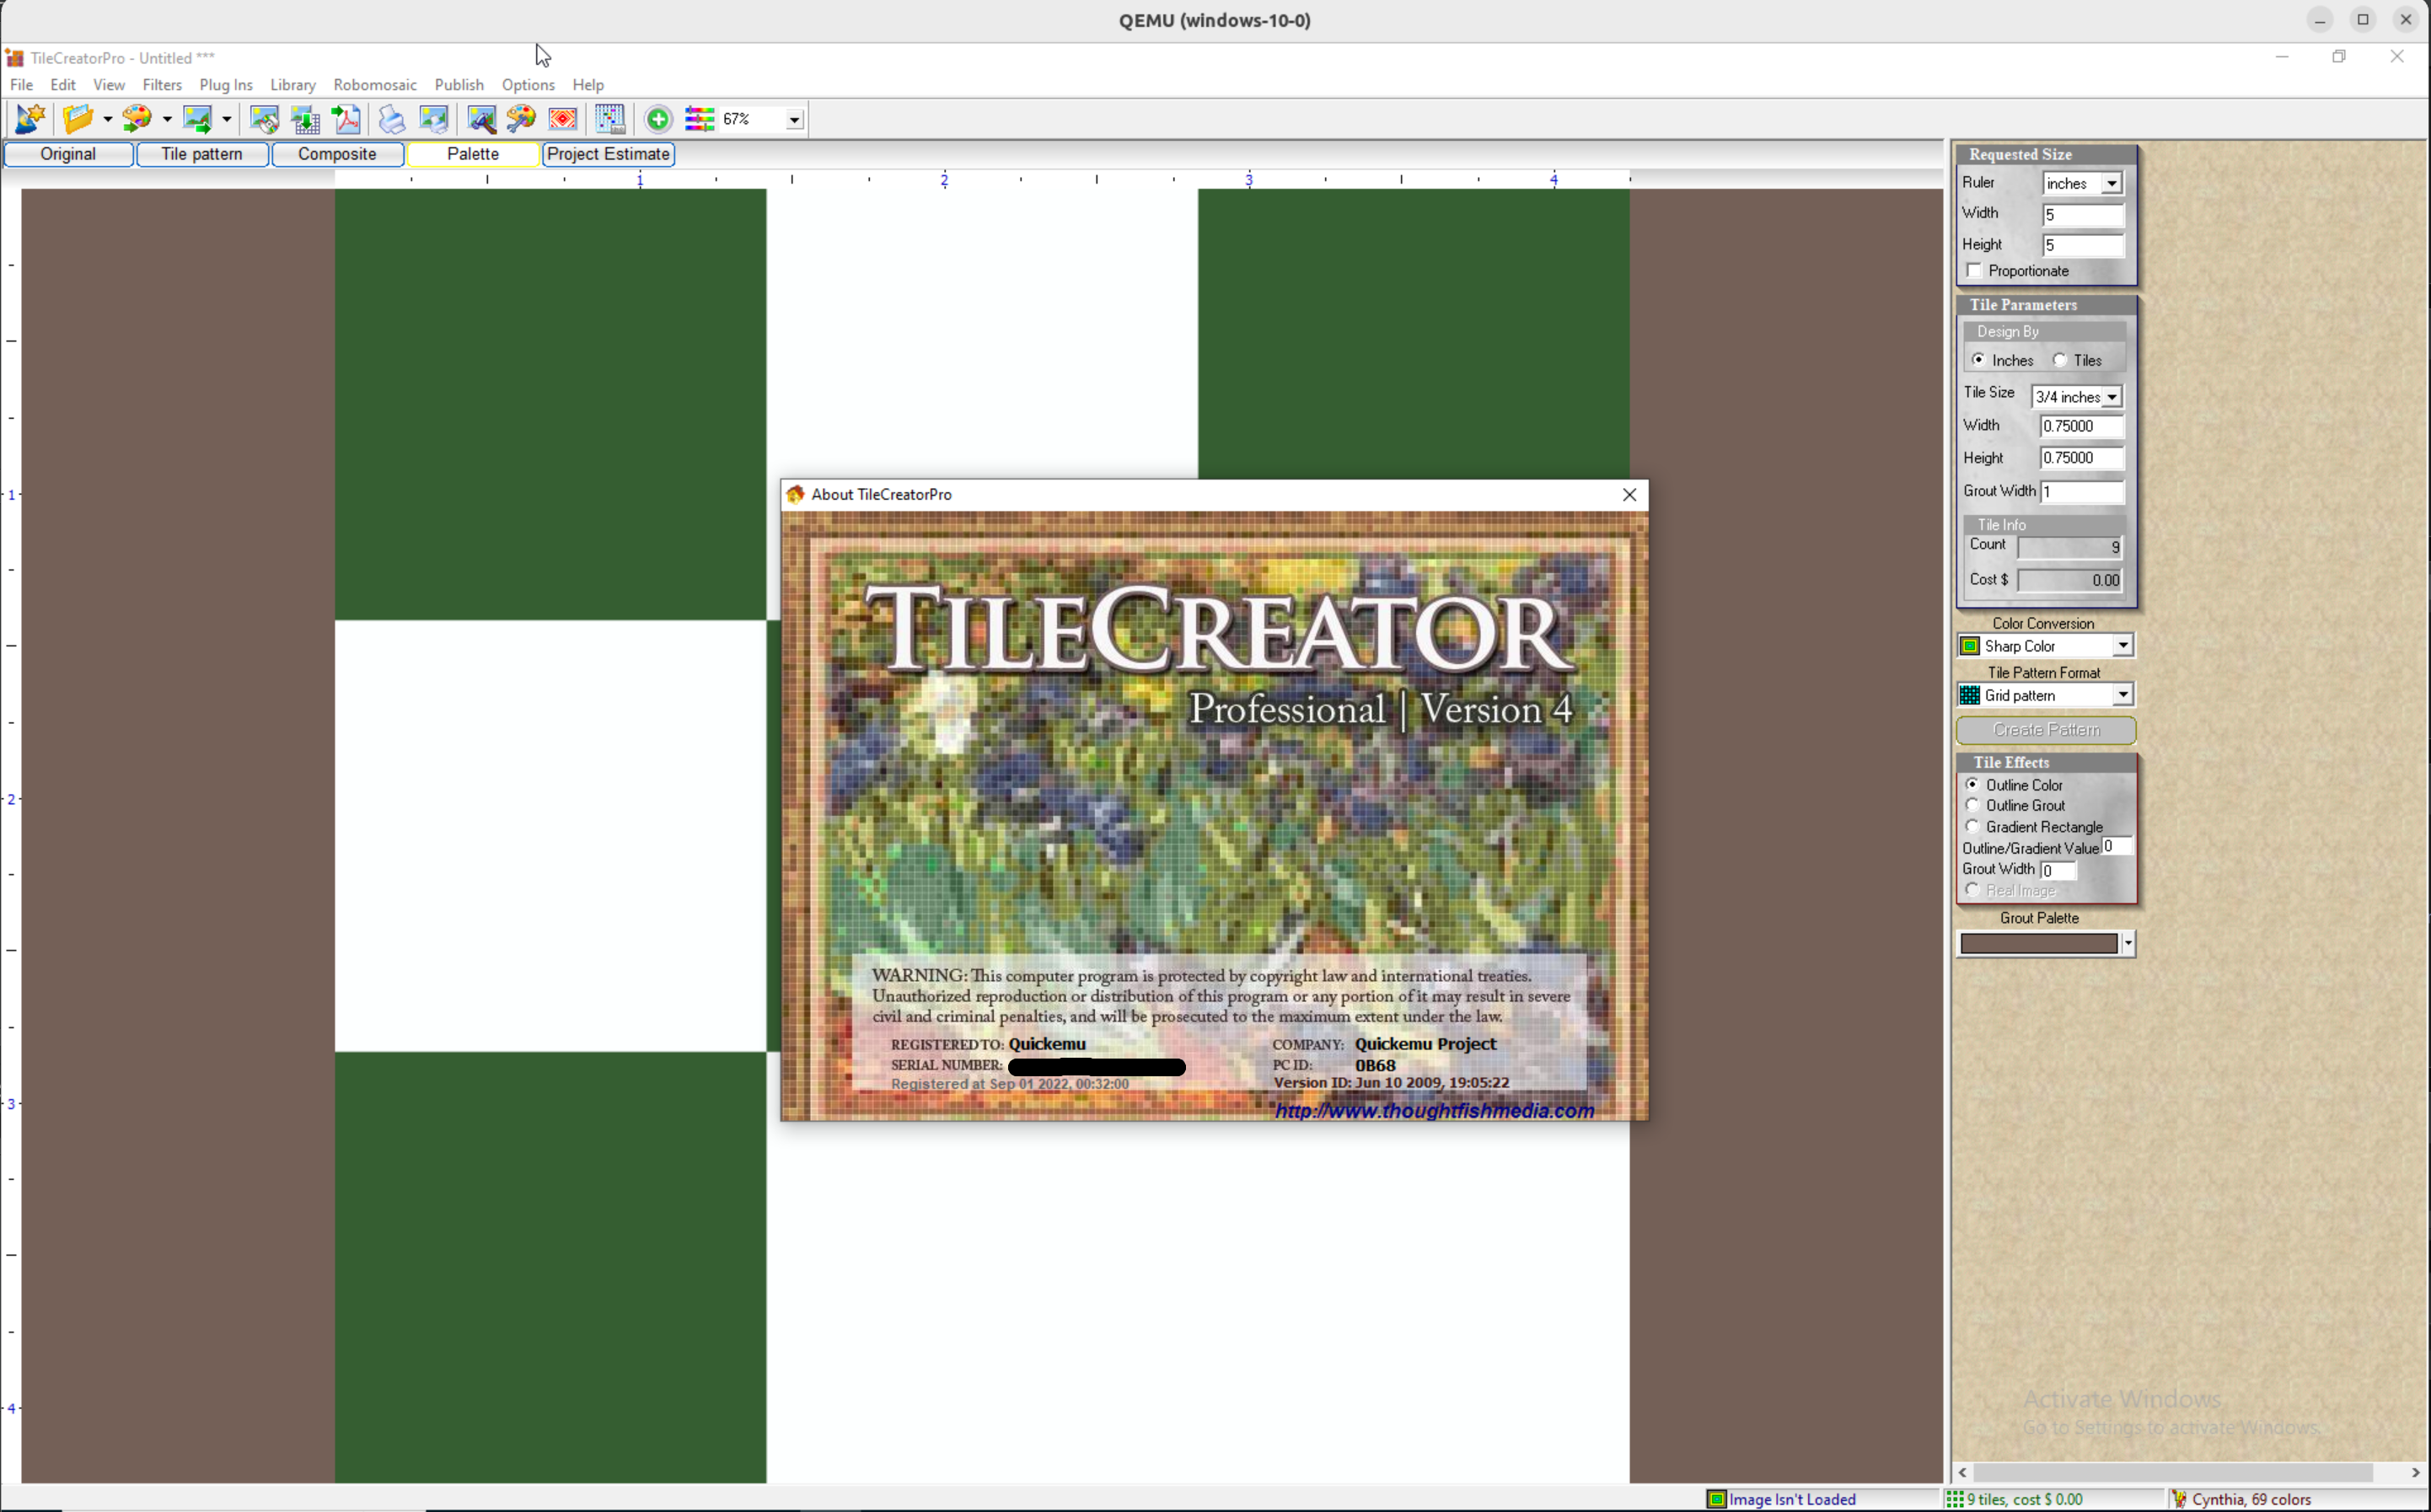 QEMU (windows-10-0)
TileCreatorPro - Untitled ***
File Edit View Filters Plug Ins Library Robomosaic Publish Options Help
67%
Original Tile pattern Composite Palette Project Estimate
1 2 3 4
1
2
3
4
About TileCreatorPro
TILECREATOR
Professional | Version 4
WARNING: This computer program is protected by copyright law and international treaties.
Unauthorized reproduction or distribution of this program or any portion of it may result in severe
civil and criminal penalties, and will be prosecuted to the maximum extent under the law.
REGISTERED TO: Quickemu
SERIAL NUMBER:
Registered at Sep 01 2022, 00:32:00
COMPANY: Quickemu Project
PC ID: 0B68
Version ID: Jun 10 2009, 19:05:22
http://www.thoughtfishmedia.com
Requested Size
Ruler inches
Width 5
Height 5
Proportionate
Tile Parameters
Design By
Inches Tiles
Tile Size 3/4 inches
Width 0.75000
Height 0.75000
Grout Width 1
Tile Info
Count 9
Cost $ 0.00
Color Conversion
Sharp Color
Tile Pattern Format
Grid pattern
Create Pattern
Tile Effects
Outline Color
Outline Grout
Gradient Rectangle
Outline/Gradient Value 0
Grout Width 0
Real Image
Grout Palette
Activate Windows
Go to Settings to activate Windows.
Image Isn't Loaded
9 tiles, cost $ 0.00
Cynthia, 69 colors